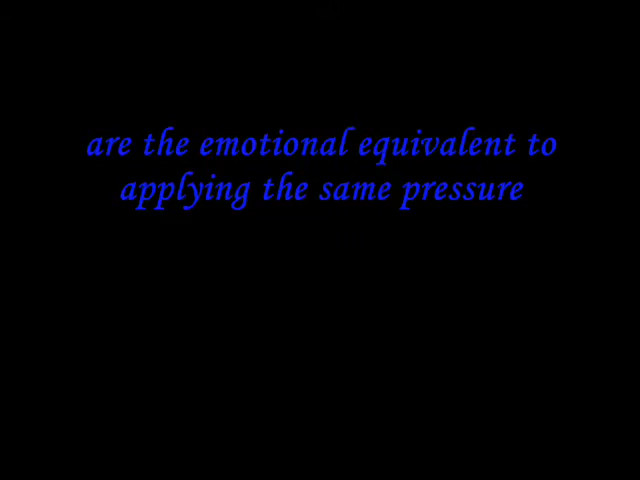 are the emotional equivalent to
applying the same pressure